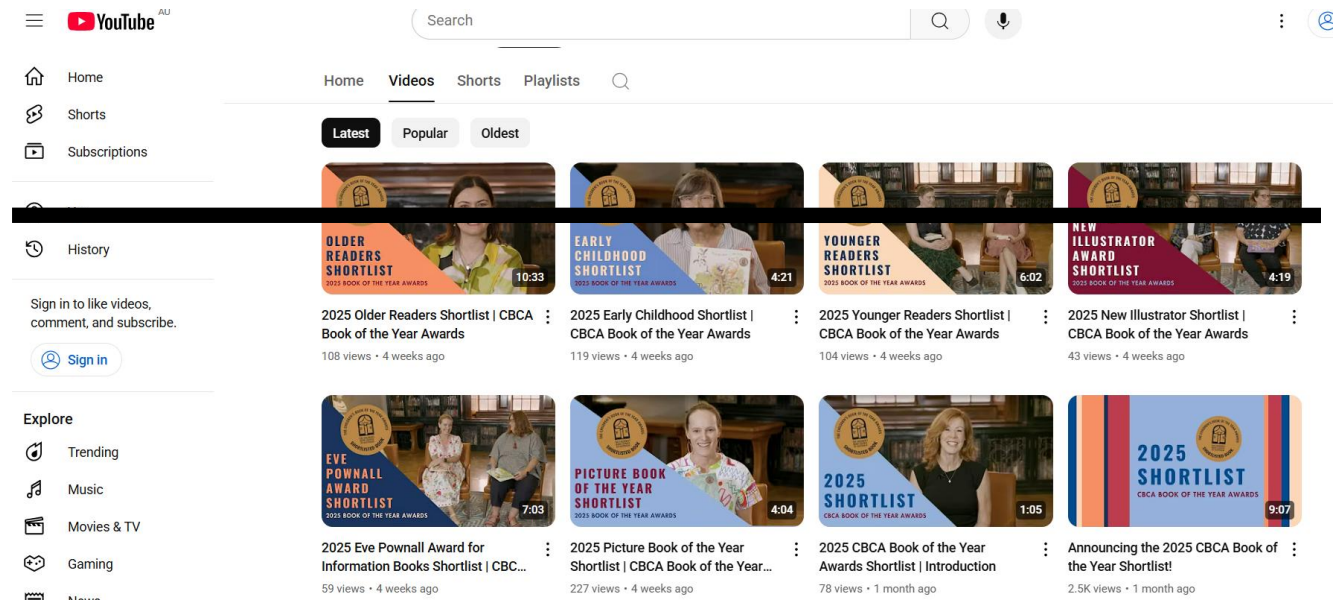 YouTube AU
Search
Home
Shorts
Subscriptions
History
Sign in to like videos,
comment, and subscribe.
Sign in
Explore
Trending
Music
Movies & TV
Gaming
Home Videos Shorts Playlists
Latest Popular Oldest
OLDER
READERS
SHORTLIST
2025 BOOK OF THE YEAR AWARDS
10:33
2025 Older Readers Shortlist | CBCA
Book of the Year Awards
108 views • 4 weeks ago
EARLY
CHILDHOOD
SHORTLIST
2025 BOOK OF THE YEAR AWARDS
4:21
2025 Early Childhood Shortlist |
CBCA Book of the Year Awards
119 views • 4 weeks ago
YOUNGER
READERS
SHORTLIST
2025 BOOK OF THE YEAR AWARDS
6:02
2025 Younger Readers Shortlist |
CBCA Book of the Year Awards
104 views • 4 weeks ago
NEW
ILLUSTRATOR
AWARD
SHORTLIST
2025 BOOK OF THE YEAR AWARDS
4:19
2025 New Illustrator Shortlist |
CBCA Book of the Year Awards
43 views • 4 weeks ago
EVE
POWNALL
AWARD
SHORTLIST
2025 BOOK OF THE YEAR AWARDS
7:03
2025 Eve Pownall Award for
Information Books Shortlist | CBC...
59 views • 4 weeks ago
PICTURE BOOK
OF THE YEAR
SHORTLIST
2025 BOOK OF THE YEAR AWARDS
4:04
2025 Picture Book of the Year
Shortlist | CBCA Book of the Year...
227 views • 4 weeks ago
2025
SHORTLIST
CBCA BOOK OF THE YEAR AWARDS
1:05
2025 CBCA Book of the Year
Awards Shortlist | Introduction
78 views • 1 month ago
2025
SHORTLIST
CBCA BOOK OF THE YEAR AWARDS
9:07
Announcing the 2025 CBCA Book of
the Year Shortlist!
2.5K views • 1 month ago